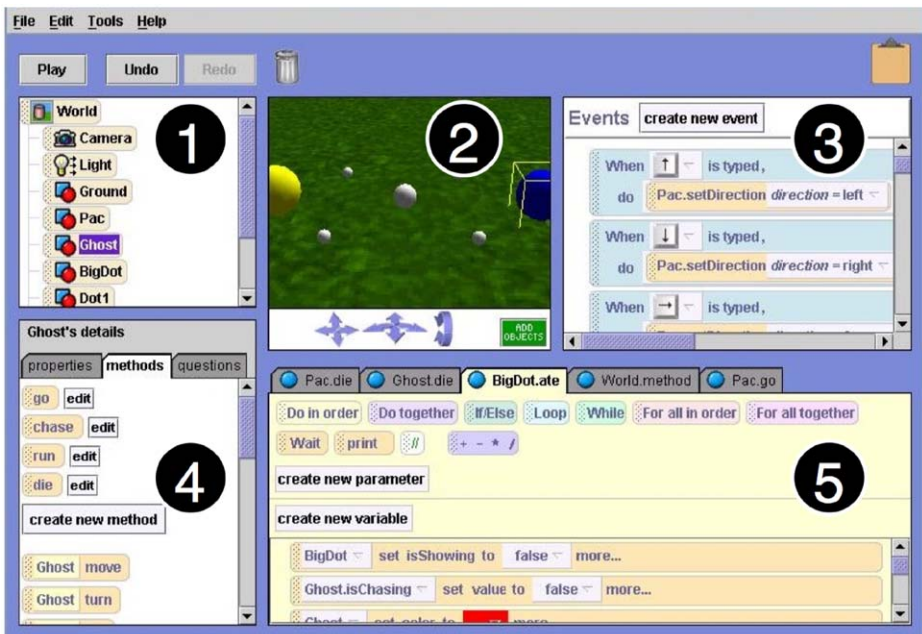 File Edit Tools Help
Play Undo Redo
World
Camera
Light
Ground
Pac
Ghost
BigDot
Dot1
1
2
ADD
OBJECTS
Events create new event
3
When ↑ is typed,
do Pac.setDirection direction = left
When ↓ is typed,
do Pac.setDirection direction = right
When → is typed,
Ghost's details
properties methods questions
go edit
chase edit
run edit
die edit
4
create new method
Ghost move
Ghost turn
Pac.die Ghost.die BigDot.ate World.method Pac.go
Do in order Do together If/Else Loop While For all in order For all together
Wait print // + - * /
create new parameter
5
create new variable
BigDot set isShowing to false more...
Ghost.isChasing set value to false more...
Ghost set color to more